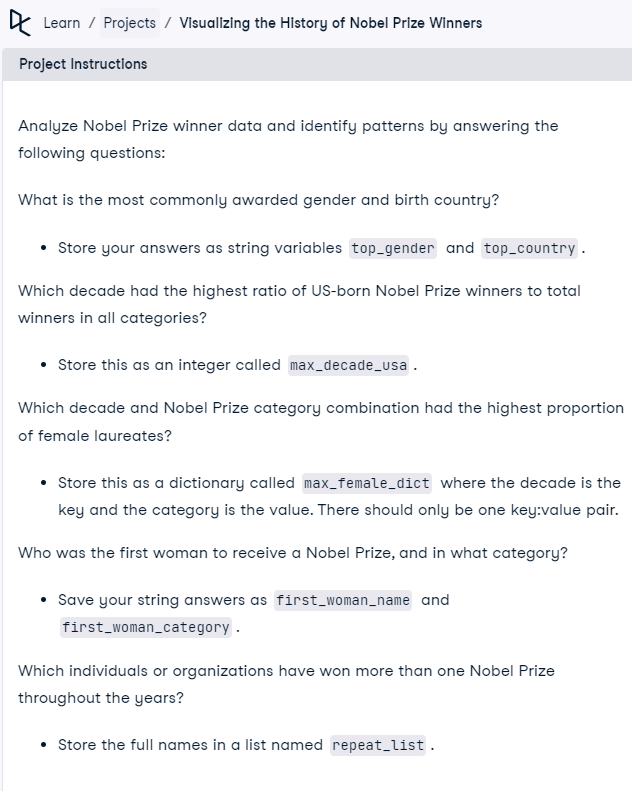 Learn / Projects / Visualizing the History of Nobel Prize Winners
Project Instructions
Analyze Nobel Prize winner data and identify patterns by answering the
following questions:
What is the most commonly awarded gender and birth country?
• Store your answers as string variables top_gender and top_country .
Which decade had the highest ratio of US-born Nobel Prize winners to total
winners in all categories?
• Store this as an integer called max_decade_usa .
Which decade and Nobel Prize category combination had the highest proportion
of female laureates?
• Store this as a dictionary called max_female_dict where the decade is the
key and the category is the value. There should only be one key:value pair.
Who was the first woman to receive a Nobel Prize, and in what category?
• Save your string answers as first_woman_name and
first_woman_category .
Which individuals or organizations have won more than one Nobel Prize
throughout the years?
• Store the full names in a list named repeat_list .